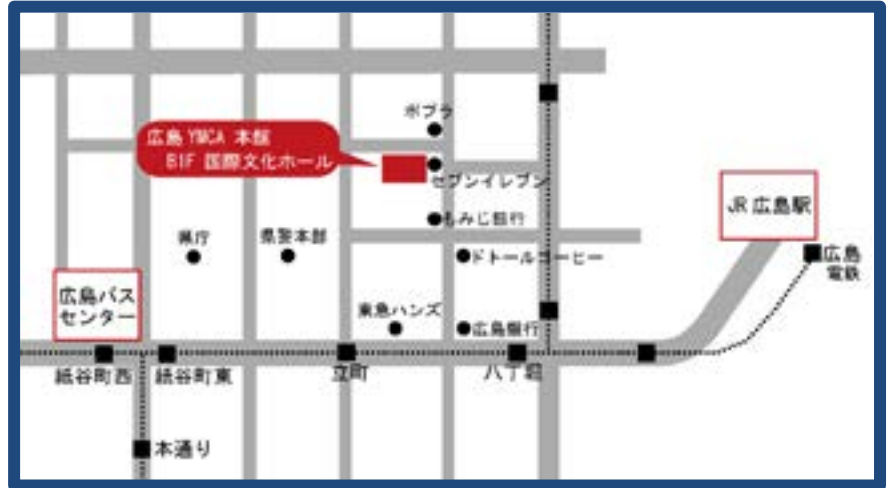 ポプラ
広島 YMCA 本館
B1F 国際文化ホール
セブンイレブン
JR 広島駅
もみじ銀行
県庁
県警本部
ドトールコーヒー
広島
電鉄
広島バス
センター
東急ハンズ
広島銀行
紙谷町西
紙谷町東
立町
八丁堀
本通り